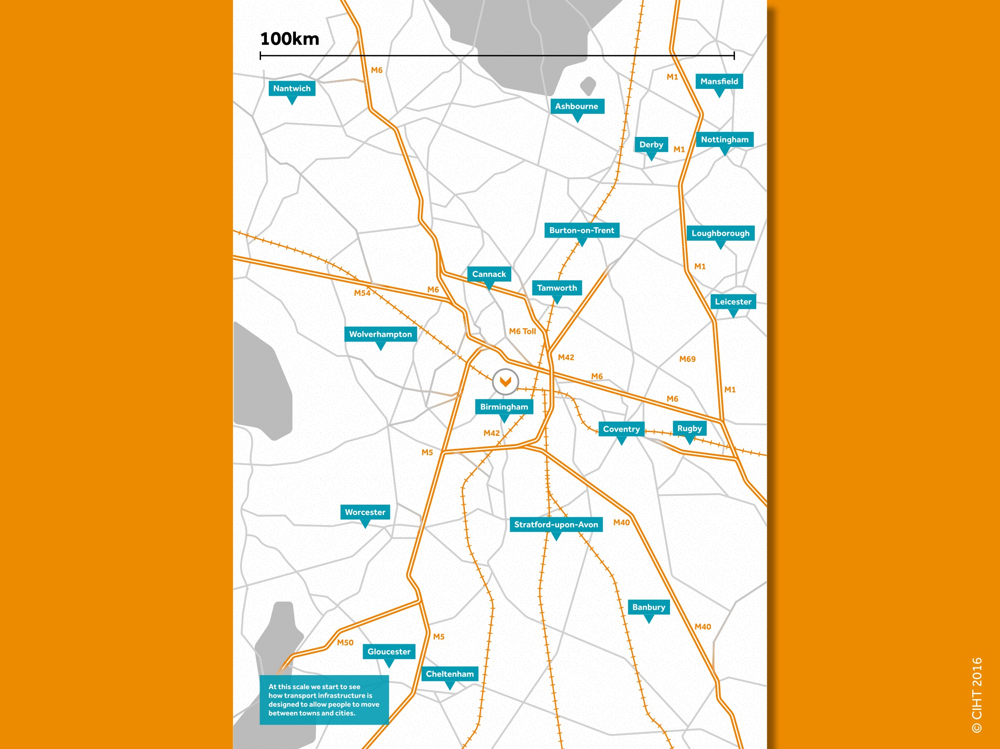 100km
M6
M1
Mansfield
Nantwich
Ashbourne
Nottingham
Derby
M1
Burton-on-Trent
Loughborough
M1
Cannack
Tamworth
M6
M54
Leicester
M6 Toll
Wolverhampton
M42
M69
M6
M1
M6
Birmingham
Coventry
Rugby
M42
M5
Worcester
Stratford-upon-Avon
M40
Banbury
M40
M5
M50
Gloucester
Cheltenham
At this scale we start to see
how transport infrastructure is
designed to allow people to move
between towns and cities.
© CIHT 2016